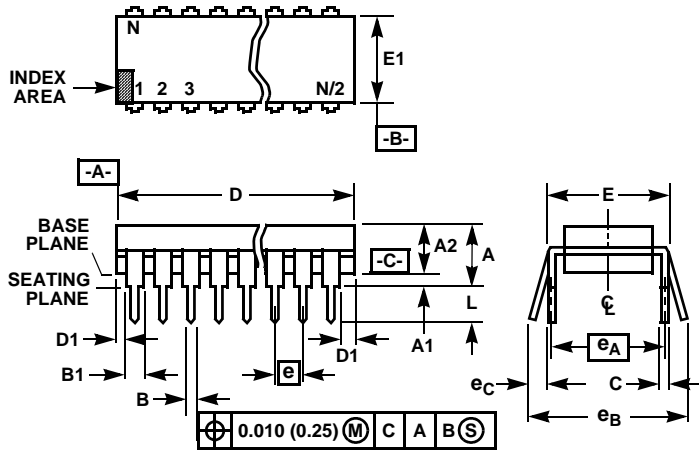 N
E1
INDEX
AREA
1 2 3 N/2
-B-
-A-
D
E
BASE
PLANE
A2
A
-C-
SEATING
PLANE
L
C
L
D1
A1
D1
eA
B1
e
eC
C
B
eB
0.010 (0.25) M C A B S